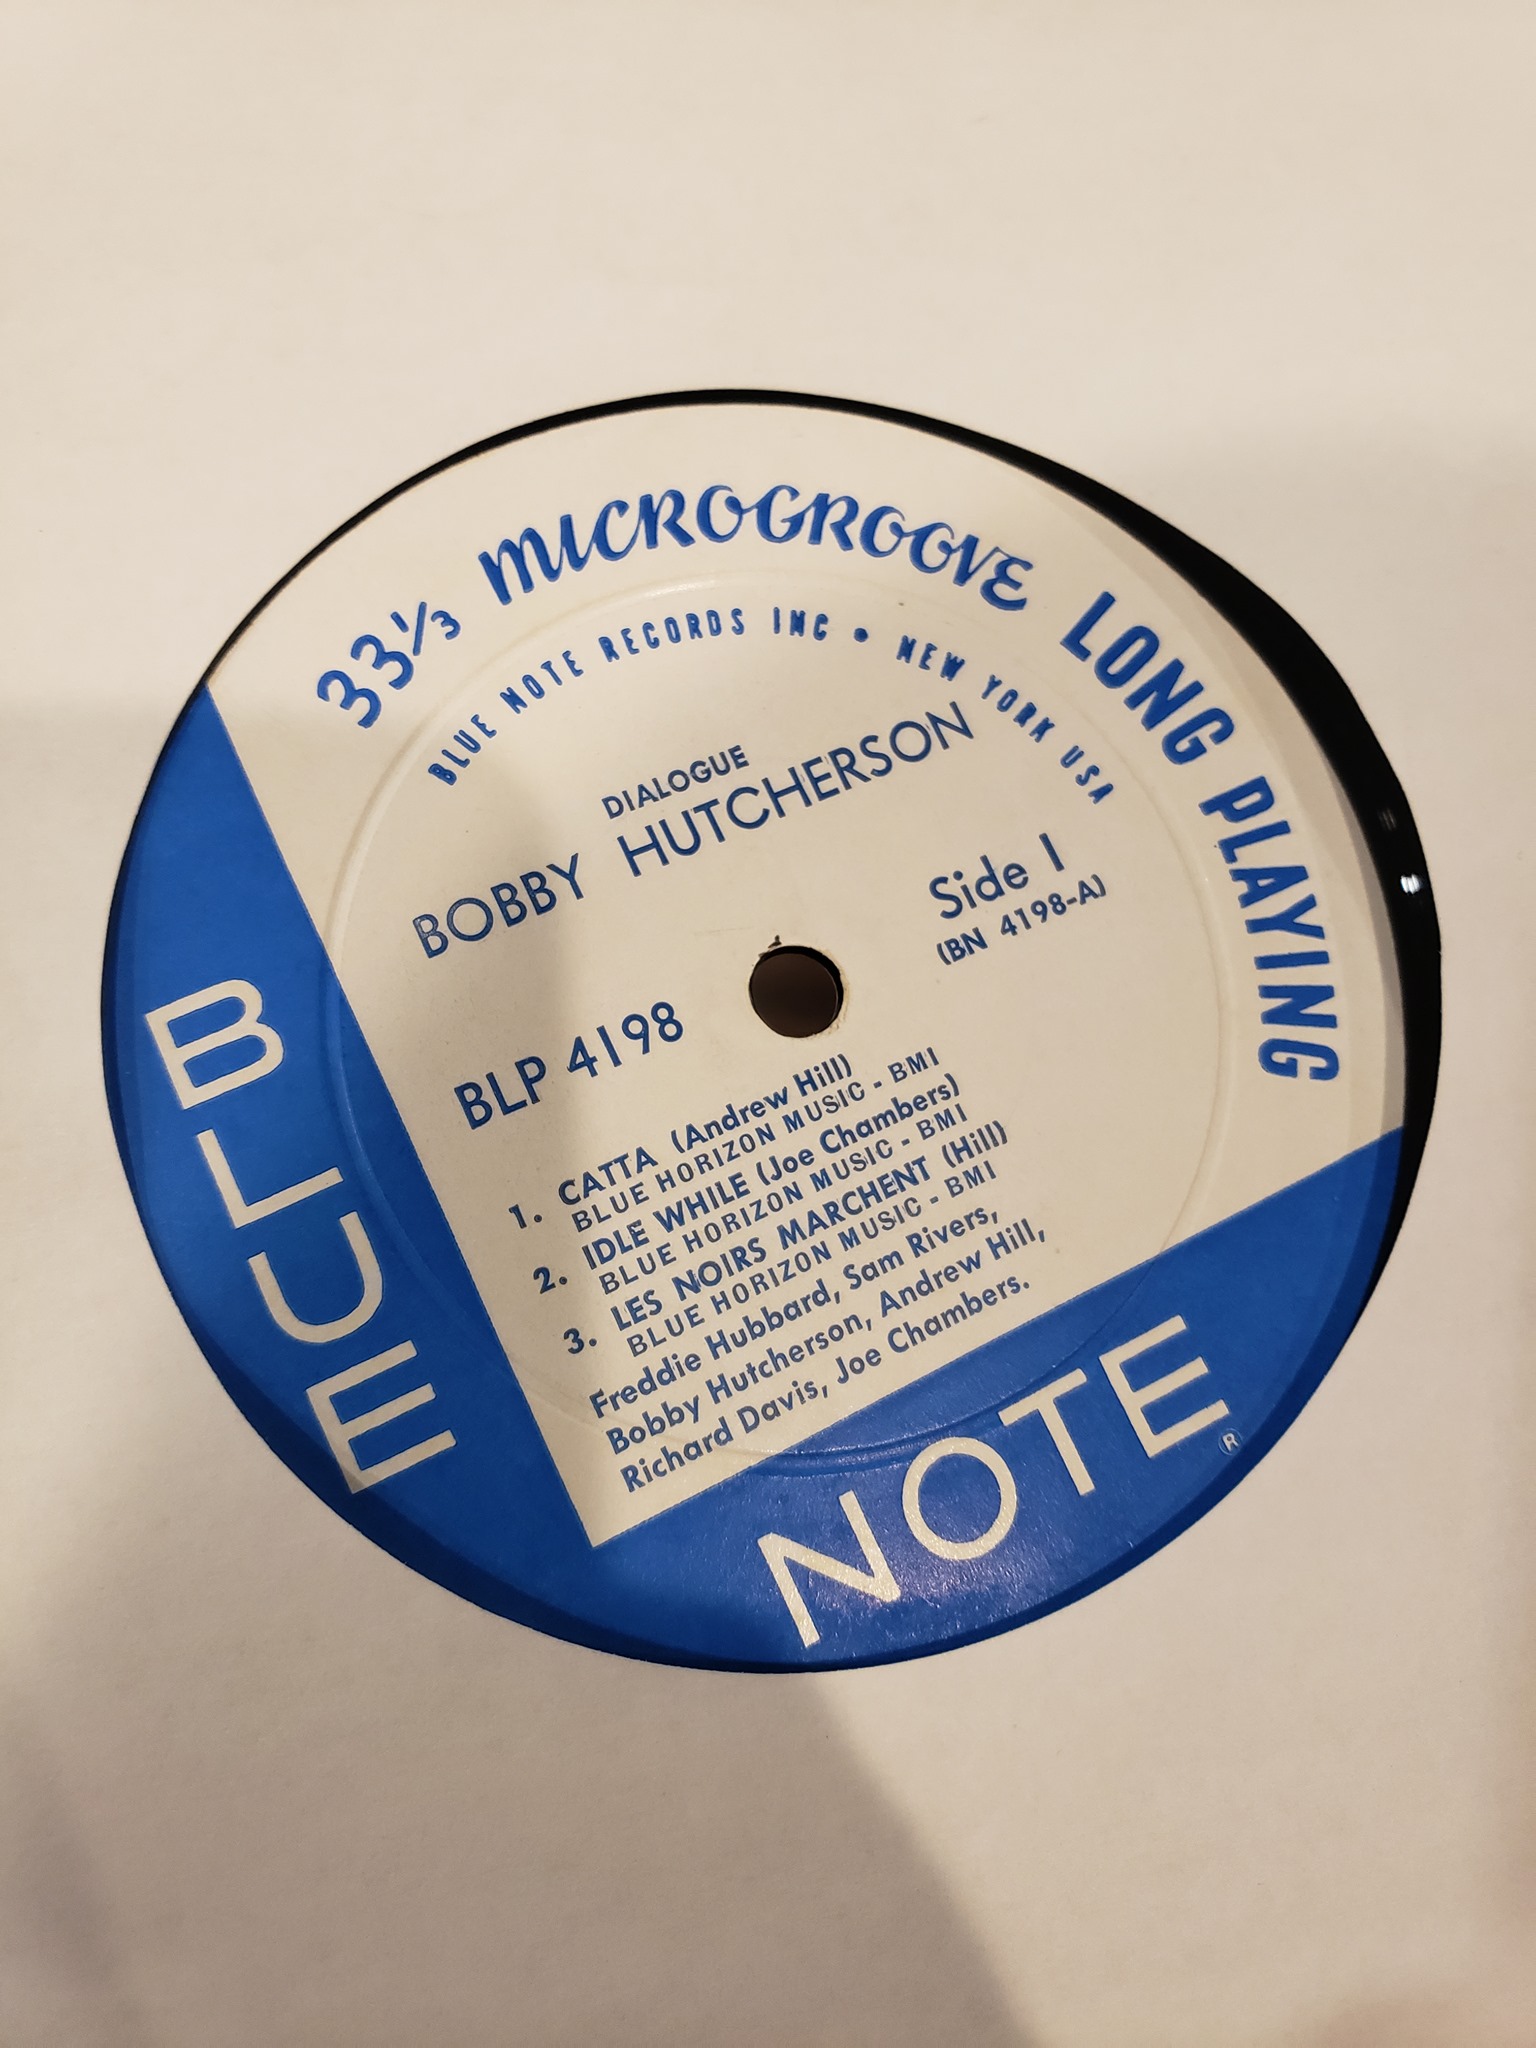 33⅓ MICROGROOVE LONG PLAYING
BLUE NOTE RECORDS INC • NEW YORK USA
DIALOGUE
BOBBY HUTCHERSON
Side 1
(BN 4198-A)
BLP 4198
1. CATTA (Andrew Hill)
BLUE HORIZON MUSIC - BMI
2. IDLE WHILE (Joe Chambers)
BLUE HORIZON MUSIC - BMI
3. LES NOIRS MARCHENT (Hill)
BLUE HORIZON MUSIC - BMI
Freddie Hubbard, Sam Rivers,
Bobby Hutcherson, Andrew Hill,
Richard Davis, Joe Chambers.
BLUE
NOTE®